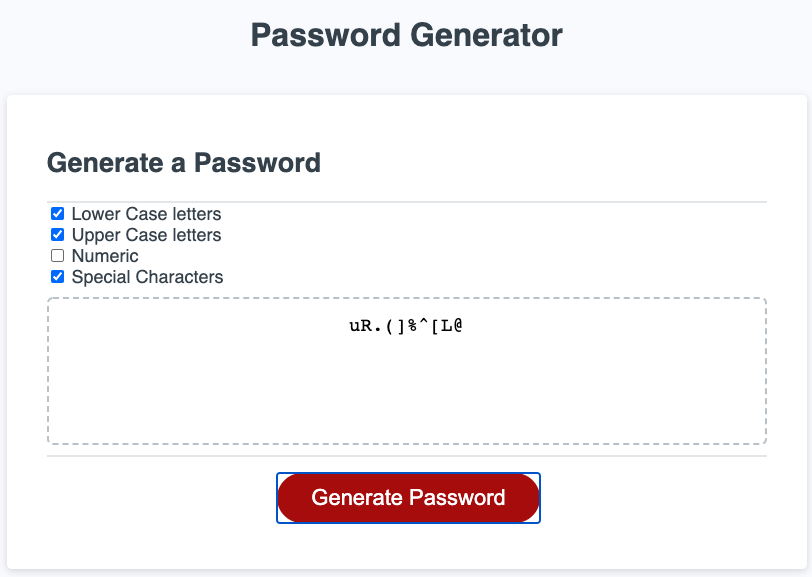 Password Generator
Generate a Password
Lower Case letters
Upper Case letters
Numeric
Special Characters
uR.(]%^[L@
Generate Password